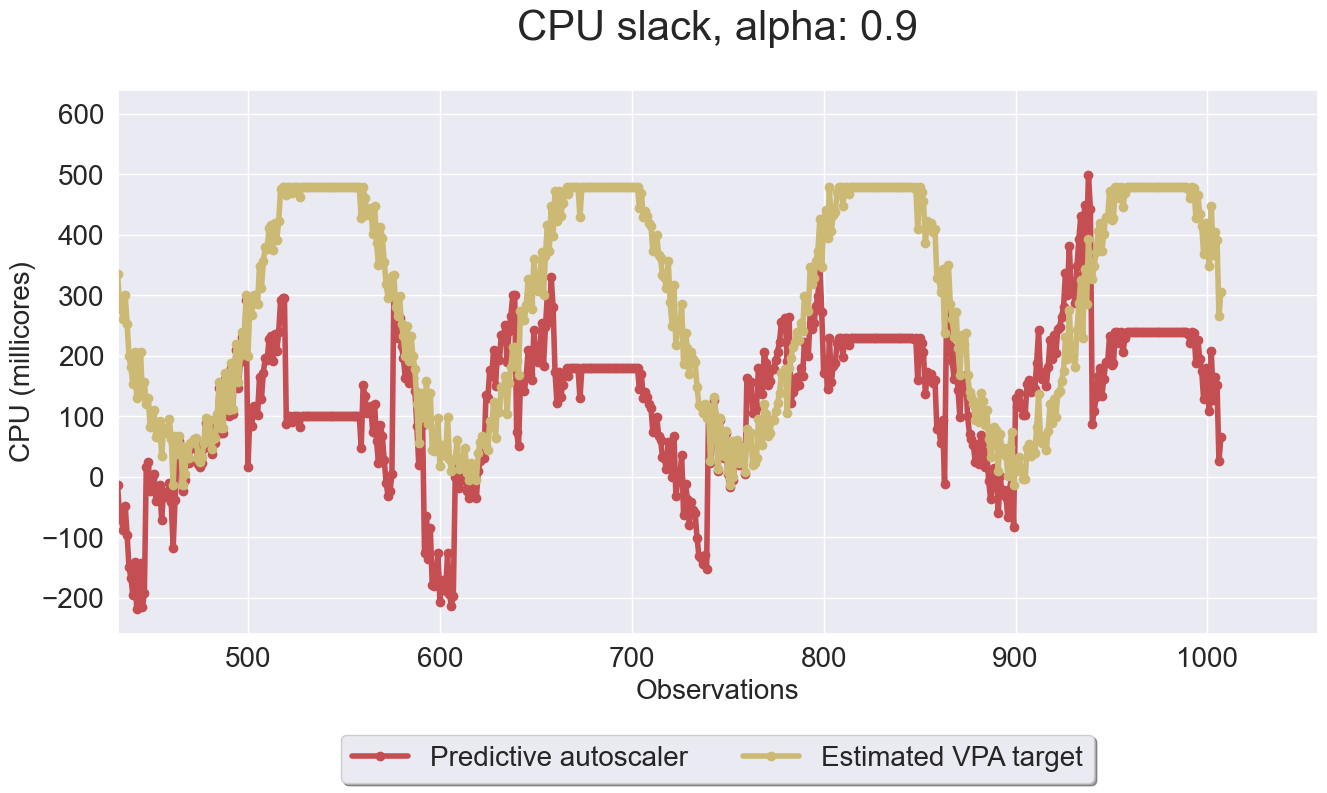 CPU slack, alpha: 0.9
600
500
400
300
200
100
0
−100
−200
CPU (millicores)
500 600 700 800 900 1000
Observations
Predictive autoscaler Estimated VPA target